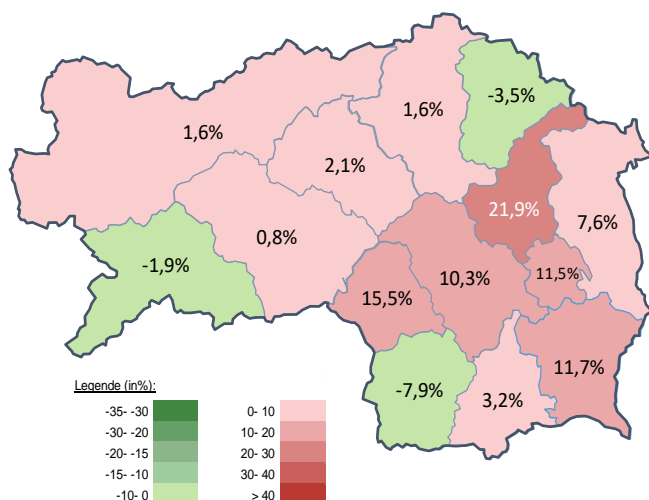 1,6%
-3,5%
1,6%
2,1%
21,9%
7,6%
0,8%
-1,9%
10,3%
11,5%
15,5%
11,7%
-7,9%
3,2%
Legende (in%):
-35- -30 0- 10
-30- -20 10- 20
-20- -15 20- 30
-15- -10 30- 40
-10- 0 > 40